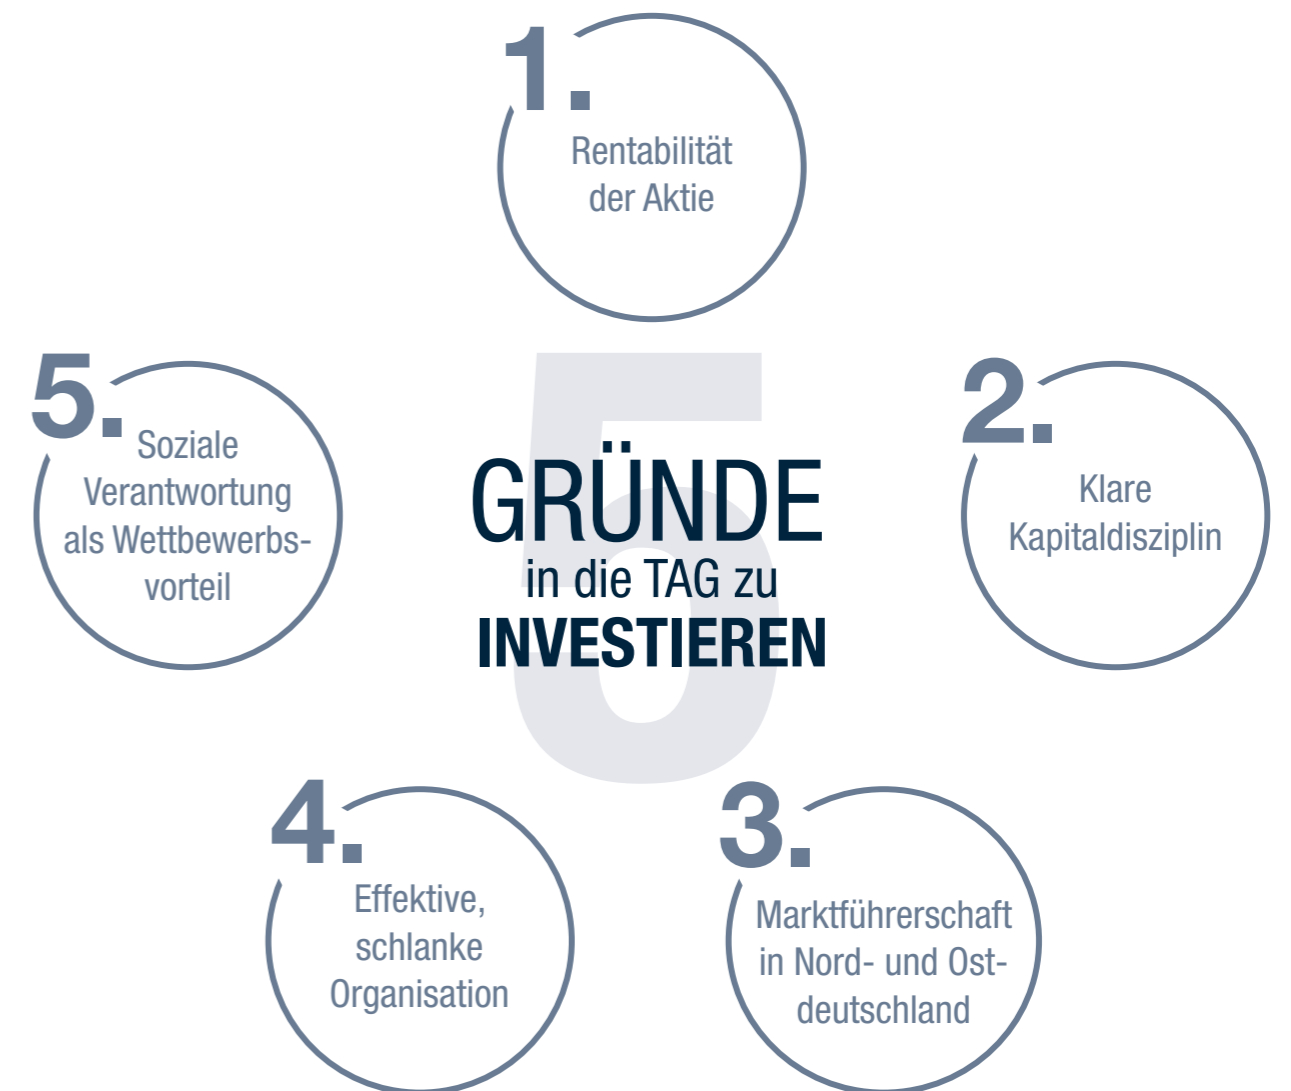 1.
Rentabilität
der Aktie
5
GRÜNDE
in die TAG zu
INVESTIEREN
2.
Klare
Kapitaldisziplin
3.
Marktführerschaft
in Nord- und Ost-
deutschland
4.
Effektive,
schlanke
Organisation
5.
Soziale
Verantwortung
als Wettbewerbs-
vorteil